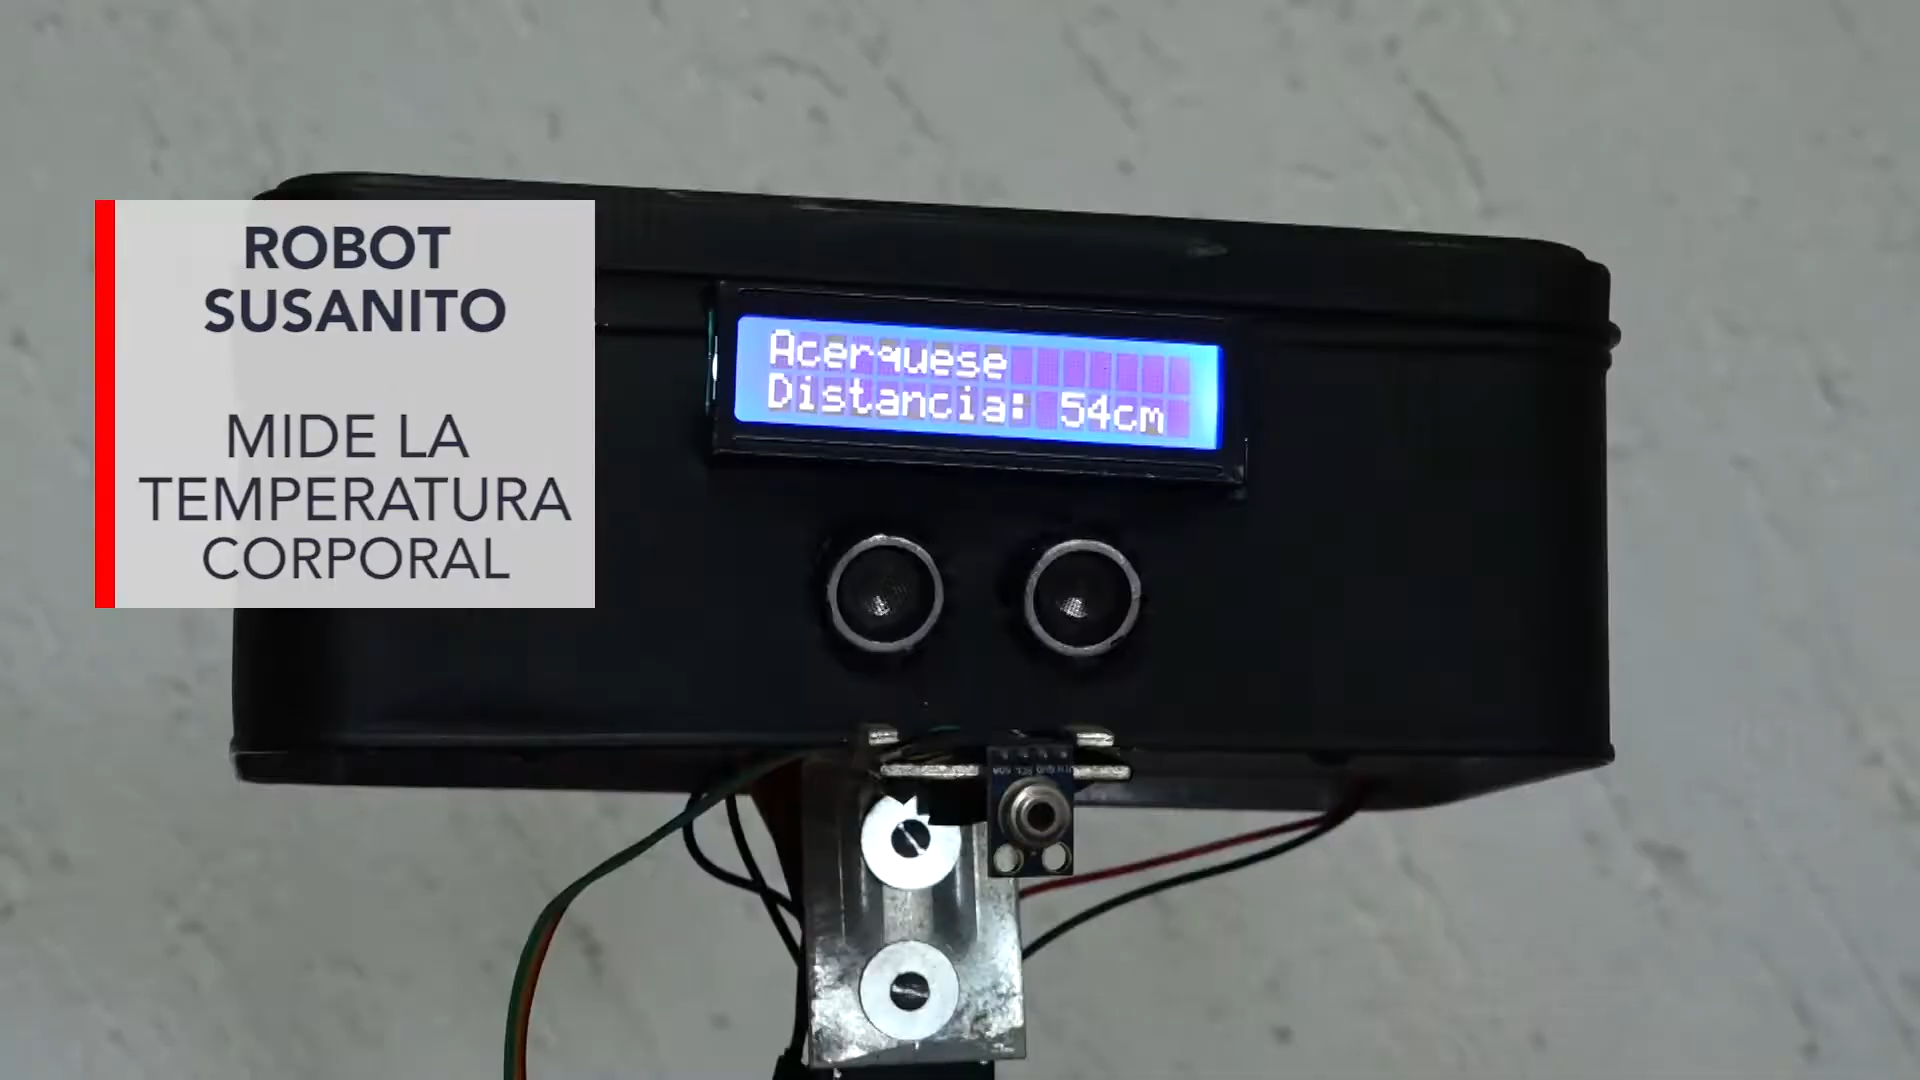 ROBOT
SUSANITO
MIDE LA
TEMPERATURA
CORPORAL
Acerquese
Distancia: 54cm